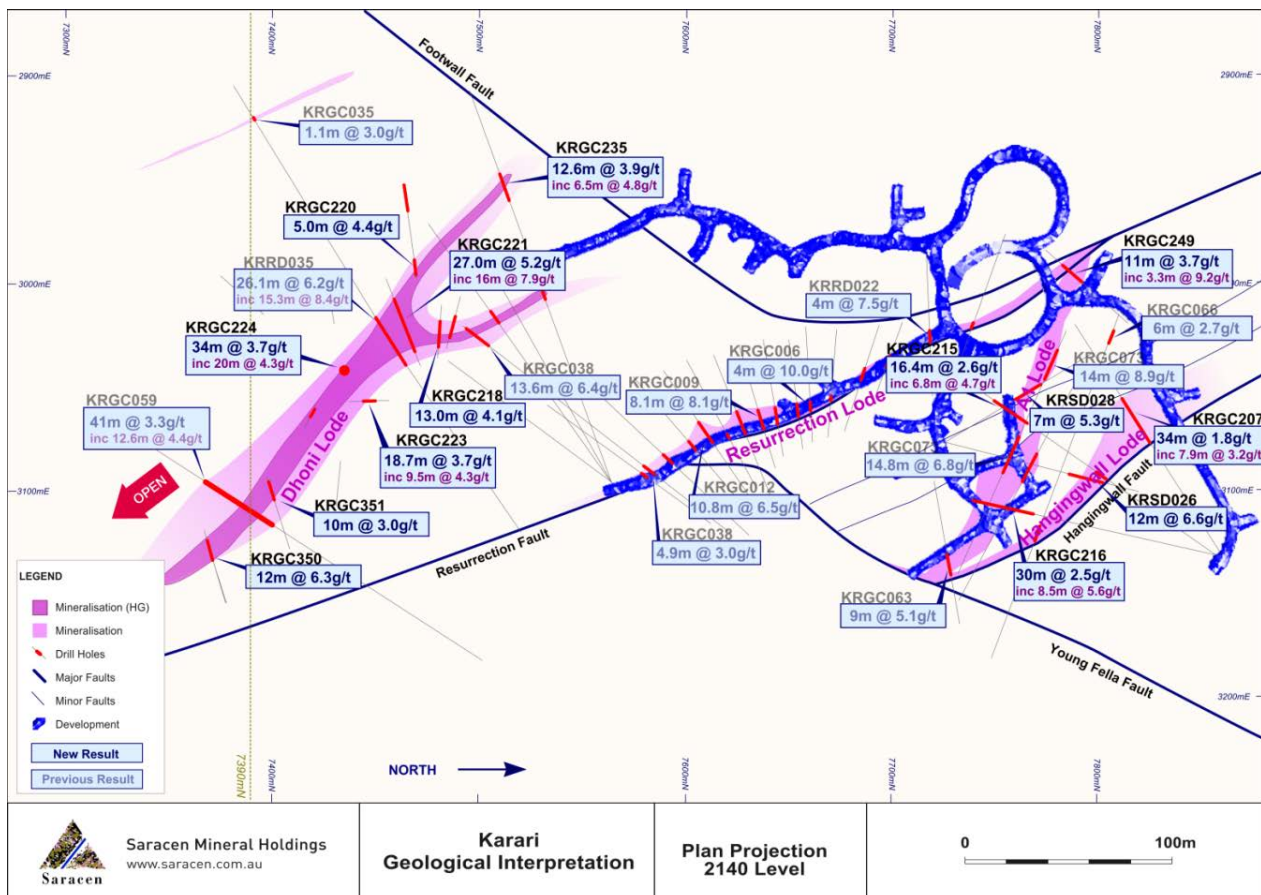 7300mN
7400mN
7500mN
7600mN
7700mN
7800mN
2900mE
2900mE
Footwall Fault
KRGC035
1.1m @ 3.0g/t
KRGC235
12.6m @ 3.9g/t
inc 6.5m @ 4.8g/t
KRGC220
5.0m @ 4.4g/t
KRGC221
27.0m @ 5.2g/t
inc 16m @ 7.9g/t
KRRD035
26.1m @ 6.2g/t
inc 15.3m @ 8.4g/t
KRGC249
11m @ 3.7g/t
inc 3.3m @ 9.2g/t
3000mE
KRRD022
4m @ 7.5g/t
KRGC066
6m @ 2.7g/t
KRGC224
34m @ 3.7g/t
inc 20m @ 4.3g/t
KRGC038
13.6m @ 6.4g/t
KRGC006
4m @ 10.0g/t
KRGC215
16.4m @ 2.6g/t
inc 6.8m @ 4.7g/t
KRGC073
14m @ 8.9g/t
KRGC009
8.1m @ 8.1g/t
KRGC218
13.0m @ 4.1g/t
KRSD028
7m @ 5.3g/t
KRGC059
41m @ 3.3g/t
inc 12.6m @ 4.4g/t
Dhoni Lode
Resurrection Lode
Lode
Hangingwall Lode
Hangingwall Fault
KRGC207
34m @ 1.8g/t
inc 7.9m @ 3.2g/t
KRGC223
18.7m @ 3.7g/t
inc 9.5m @ 4.3g/t
14.8m @ 6.8g/t
OPEN
3100mE
3100mE
KRGC012
10.8m @ 6.5g/t
KRSD026
12m @ 6.6g/t
KRGC351
10m @ 3.0g/t
KRGC038
4.9m @ 3.0g/t
KRGC350
12m @ 6.3g/t
Resurrection Fault
KRGC216
30m @ 2.5g/t
inc 8.5m @ 5.6g/t
KRGC063
9m @ 5.1g/t
Young Fella Fault
3200mE
LEGEND
Mineralisation (HG)
Mineralisation
Drill Holes
Major Faults
Minor Faults
Development
New Result
Previous Result
7390mN
NORTH
7400mN
7600mN
7700mN
7800mN
Saracen
Saracen Mineral Holdings
www.saracen.com.au
Karari
Geological Interpretation
Plan Projection
2140 Level
0
100m